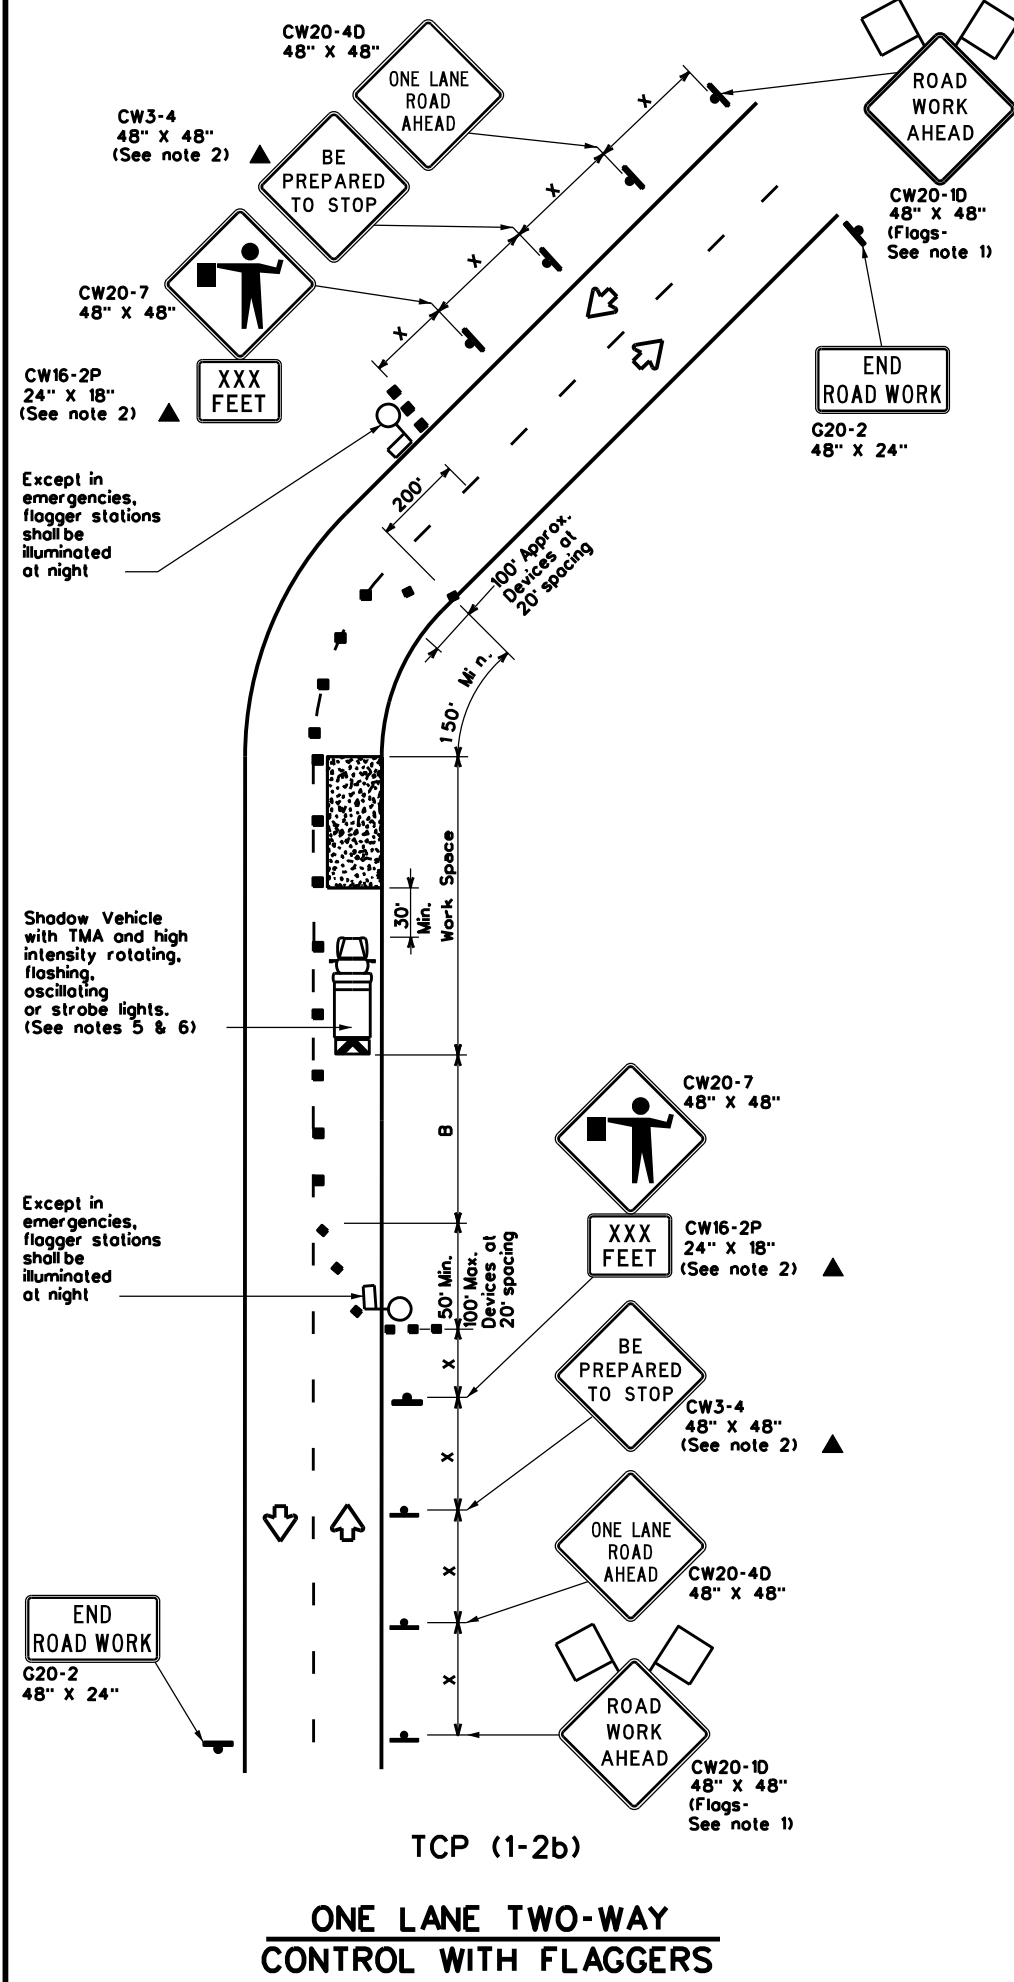 CW20-4D
48" X 48"
ONE LANE
ROAD
AHEAD
ROAD
WORK
AHEAD
CW3-4
48" X 48"
(See note 2)
BE
PREPARED
TO STOP
X
X
X
X
CW20-1D
48" X 48"
(Flags-
See note 1)
CW20-7
48" X 48"
CW16-2P
24" X 18"
(See note 2)
XXX
FEET
END
ROAD WORK
G20-2
48" X 24"
Except in
emergencies,
flagger stations
shall be
illuminated
at night
200'
100' Approx.
Devices at
20' spacing
150' Min.
Work Space
30'
Min.
Shadow Vehicle
with TMA and high
intensity rotating,
flashing,
oscillating
or strobe lights.
(See notes 5 & 6)
B
CW20-7
48" X 48"
XXX
FEET
CW16-2P
24" X 18"
(See note 2)
Except in
emergencies,
flagger stations
shall be
illuminated
at night
50' Min.
100' Max.
Devices at
20' spacing
X
BE
PREPARED
TO STOP
CW3-4
48" X 48"
(See note 2)
X
ONE LANE
ROAD
AHEAD
CW20-4D
48" X 48"
X
END
ROAD WORK
G20-2
48" X 24"
X
ROAD
WORK
AHEAD
CW20-1D
48" X 48"
(Flags-
See note 1)
TCP (1-2b)
ONE LANE TWO-WAY
CONTROL WITH FLAGGERS